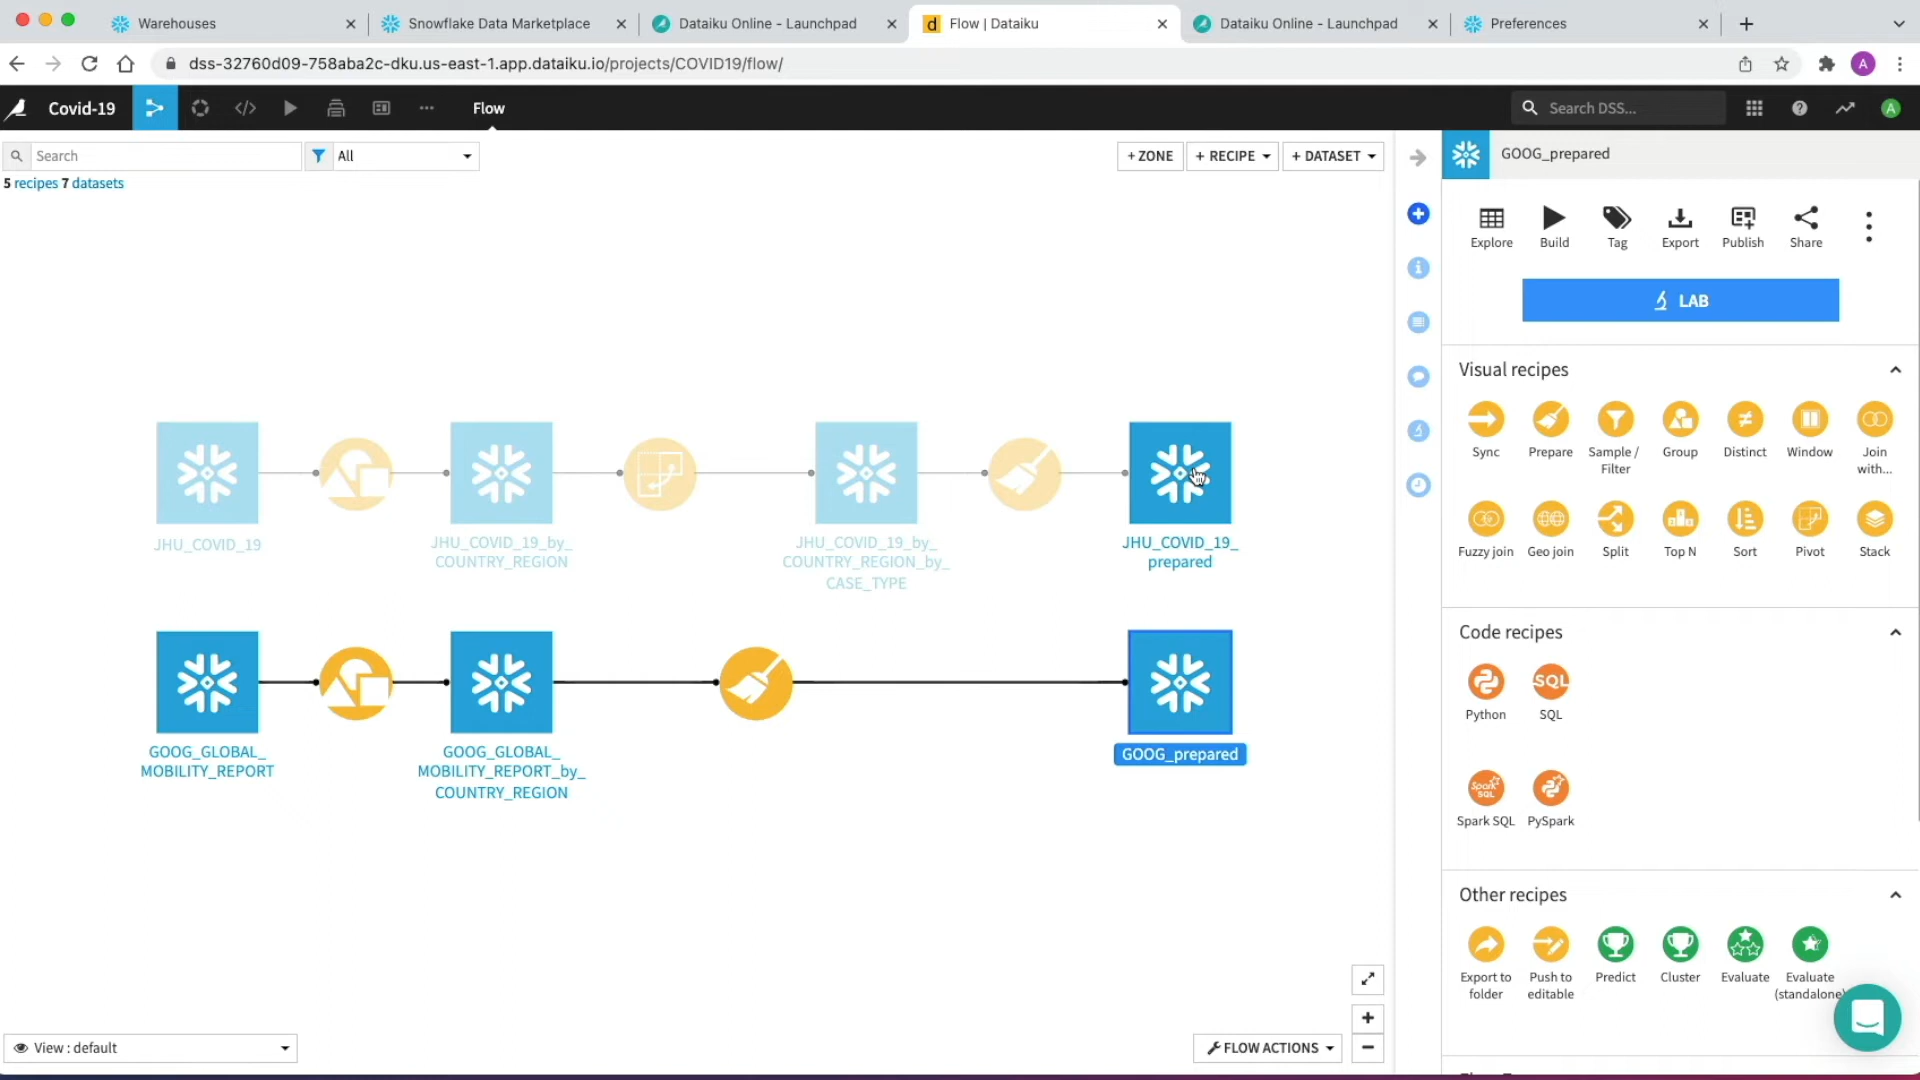 Warehouses
Snowflake Data Marketplace
Dataiku Online - Launchpad
Flow | Dataiku
Dataiku Online - Launchpad
Preferences
dss-32760d09-758aba2c-dku.us-east-1.app.dataiku.io/projects/COVID19/flow/
A
Covid-19
Flow
Search DSS...
A
Search
All
+ ZONE
+ RECIPE
+ DATASET
5 recipes 7 datasets
GOOG_prepared
Explore
Build
Tag
Export
Publish
Share
LAB
Visual recipes
Sync
Prepare
Sample /
Filter
Group
Distinct
Window
Join
with...
Fuzzy join
Geo join
Split
Top N
Sort
Pivot
Stack
Code recipes
SQL
Python
SQL
Spark
SQL
Spark SQL
PySpark
Other recipes
Export to
folder
Push to
editable
Predict
Cluster
Evaluate
Evaluate
(standalone)
JHU_COVID_19
JHU_COVID_19_by_
COUNTRY_REGION
JHU_COVID_19_by_
COUNTRY_REGION_by_
CASE_TYPE
JHU_COVID_19_
prepared
GOOG_GLOBAL_
MOBILITY_REPORT
GOOG_GLOBAL_
MOBILITY_REPORT_by_
COUNTRY_REGION
GOOG_prepared
View : default
FLOW ACTIONS